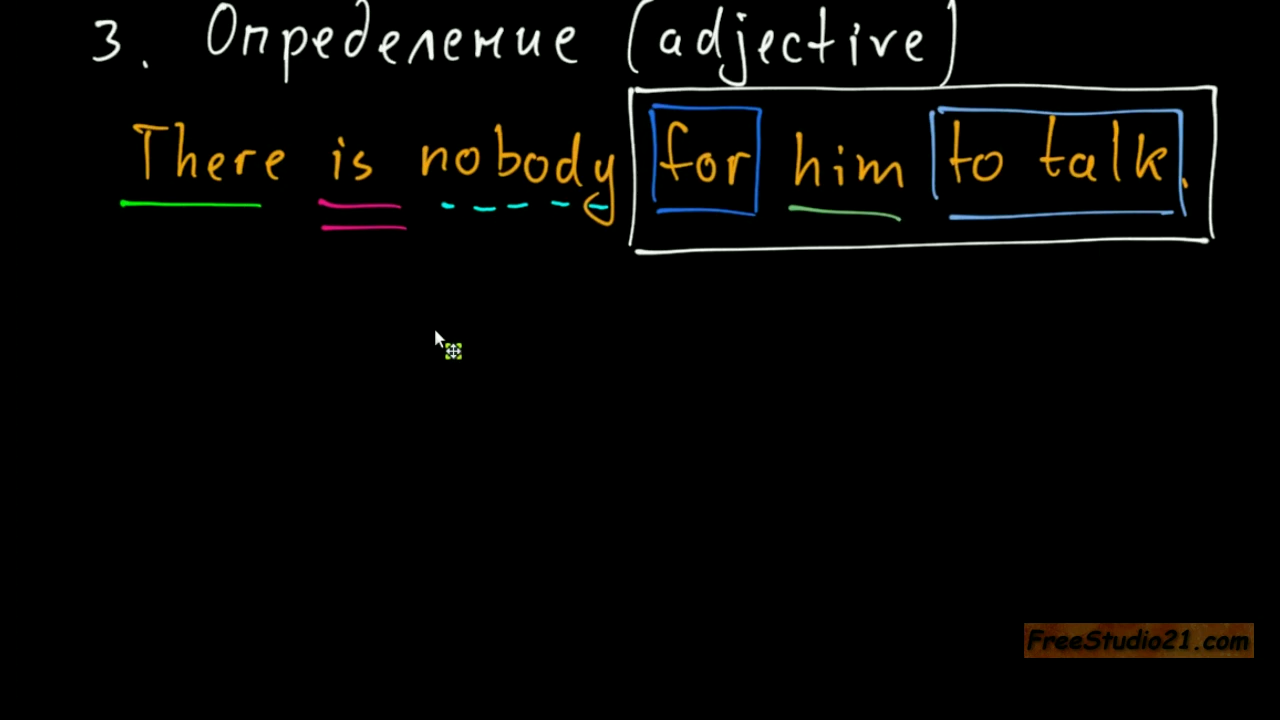 3. Определение (adjective)
There is nobody for him to talk.
FreeStudio21.com